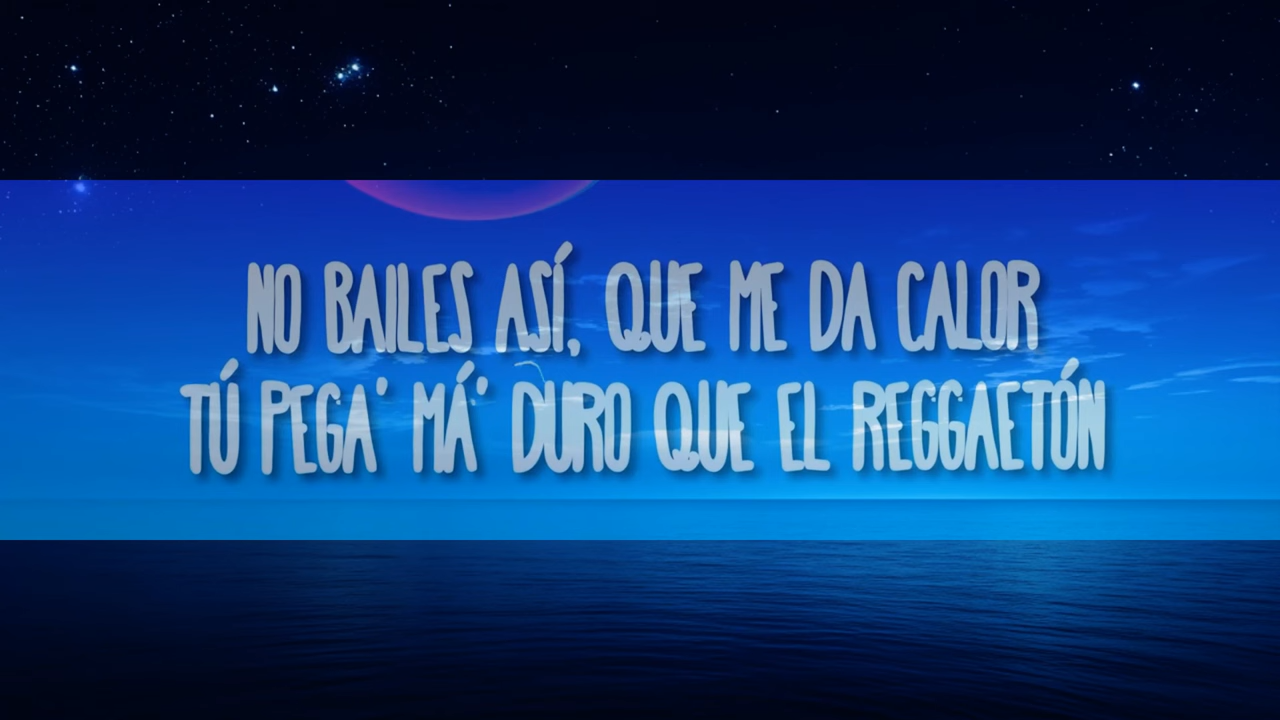 NO BAILES ASÍ, QUE ME DA CALOR
TÚ PEGA' MÁ' DURO QUE EL REGGAETÓN